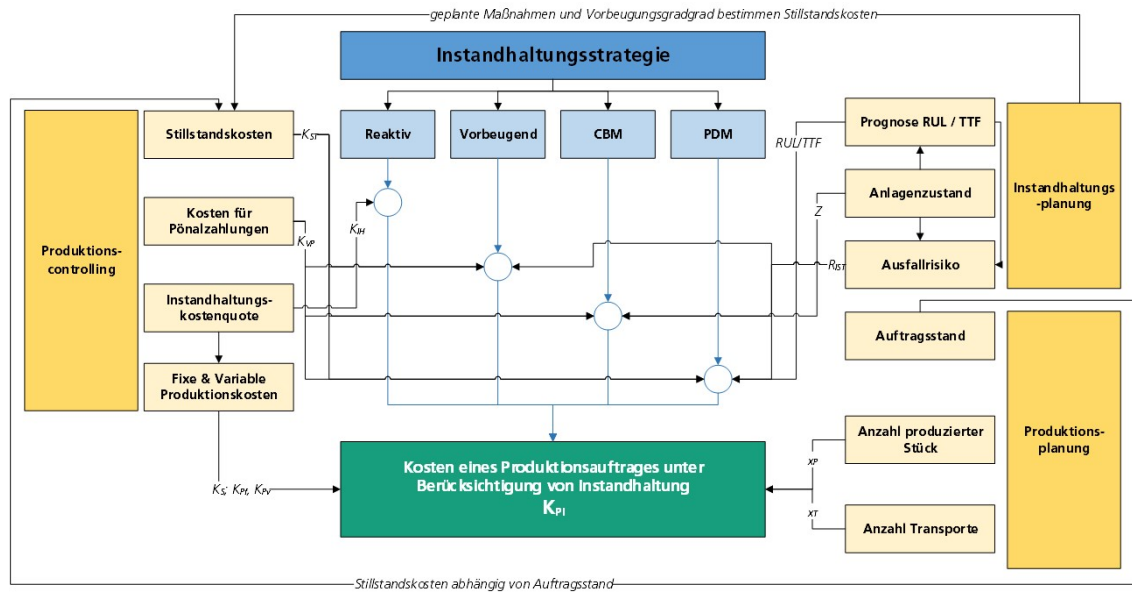 geplante Maßnahmen und Vorbeugungsgradgrad bestimmen Stillstandskosten
Instandhaltungsstrategie
Reaktiv
Vorbeugend
CBM
PDM
Produktions-
controlling
Stillstandskosten
Kosten für
Pönalzahlungen
Instandhaltungs-
kostenquote
Fixe & Variable
Produktionskosten
K_ST
K_VP
K_IH
K_S; K_Pf, K_Pv
Prognose RUL / TTF
Anlagenzustand
Ausfallrisiko
RUL/TTF
Z
R_IST
Instandhaltungs
-planung
Auftragsstand
Anzahl produzierter
Stück
Anzahl Transporte
xP
xT
Produktions-
planung
Kosten eines Produktionsauftrages unter
Berücksichtigung von Instandhaltung
K_PI
Stillstandskosten abhängig von Auftragsstand